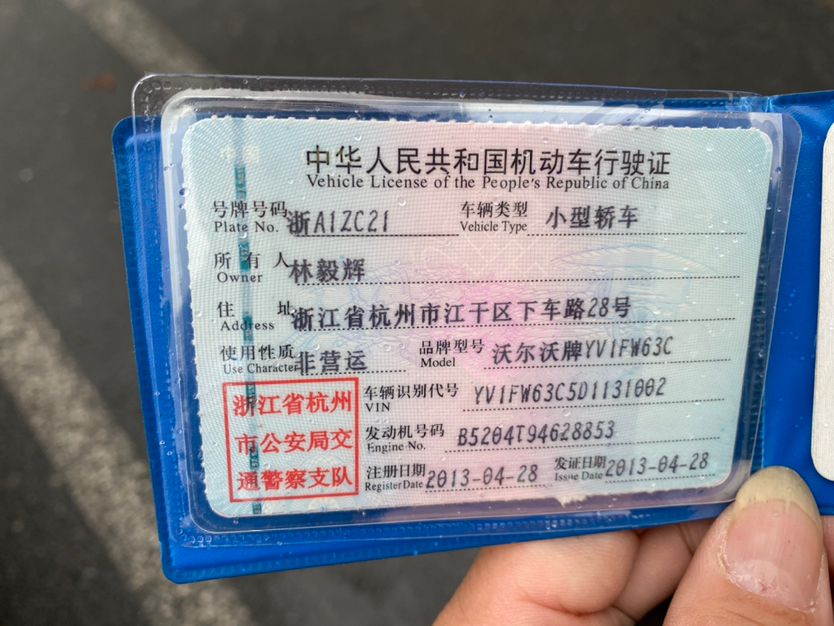 中华人民共和国机动车行驶证
Vehicle License of the People's Republic of China
号牌号码 浙A1ZC21 车辆类型 小型轿车
Plate No. Vehicle Type
所有人 林毅辉
Owner
住址 浙江省杭州市江干区下车路28号
Address
使用性质 非营运 品牌型号 沃尔沃牌YV1FW63C
Use Character Model
浙江省杭州
市公安局交
通警察支队
车辆识别代号 YV1FW63C5D1131002
VIN
发动机号码 B5204T94628853
Engine No.
注册日期 2013-04-28 发证日期 2013-04-28
Register Date Issue Date